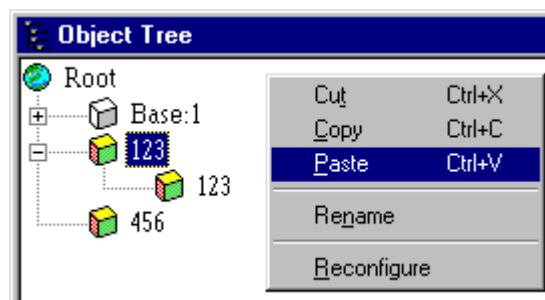 Object Tree
Root
Base:1
123
123
456
Cut Ctrl+X
Copy Ctrl+C
Paste Ctrl+V
Rename
Reconfigure